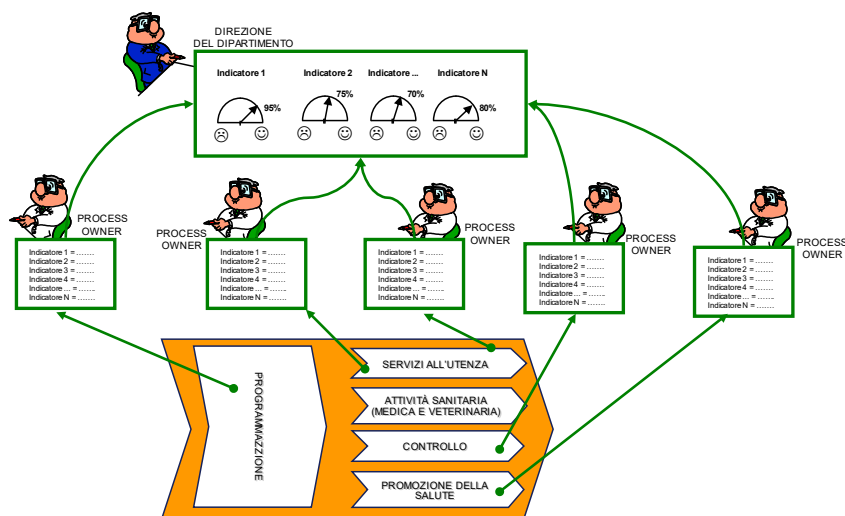 DIREZIONE
DEL DIPARTIMENTO
Indicatore 1
Indicatore 2
Indicatore ...
Indicatore N
95%
75%
70%
80%
PROCESS
OWNER
Indicatore 1 = …….
Indicatore 2 = …….
Indicatore 3 = …….
Indicatore 4 = …….
Indicatore … = …….
Indicatore N = …….
PROCESS
OWNER
Indicatore 1 = …….
Indicatore 2 = …….
Indicatore 3 = …….
Indicatore 4 = …….
Indicatore … = …….
Indicatore N = …….
PROCESS
OWNER
Indicatore 1 = …….
Indicatore 2 = …….
Indicatore 3 = …….
Indicatore 4 = …….
Indicatore … = …….
Indicatore N = …….
PROCESS
OWNER
Indicatore 1 = …….
Indicatore 2 = …….
Indicatore 3 = …….
Indicatore 4 = …….
Indicatore … = …….
Indicatore N = …….
PROCESS
OWNER
Indicatore 1 = …….
Indicatore 2 = …….
Indicatore 3 = …….
Indicatore 4 = …….
Indicatore … = …….
Indicatore N = …….
PROGRAMMAZZIONE
SERVIZI ALL'UTENZA
ATTIVITÀ SANITARIA
(MEDICA E VETERINARIA)
CONTROLLO
PROMOZIONE DELLA
SALUTE